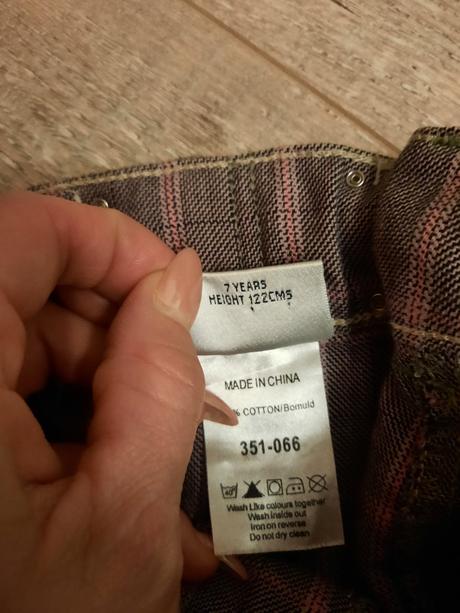 7 YEARS
HEIGHT 122CMS
MADE IN CHINA
% COTTON/Bomuld
351-066
40°
Wash Like colours together
Wash inside out
Iron on reverse
Do not dry clean